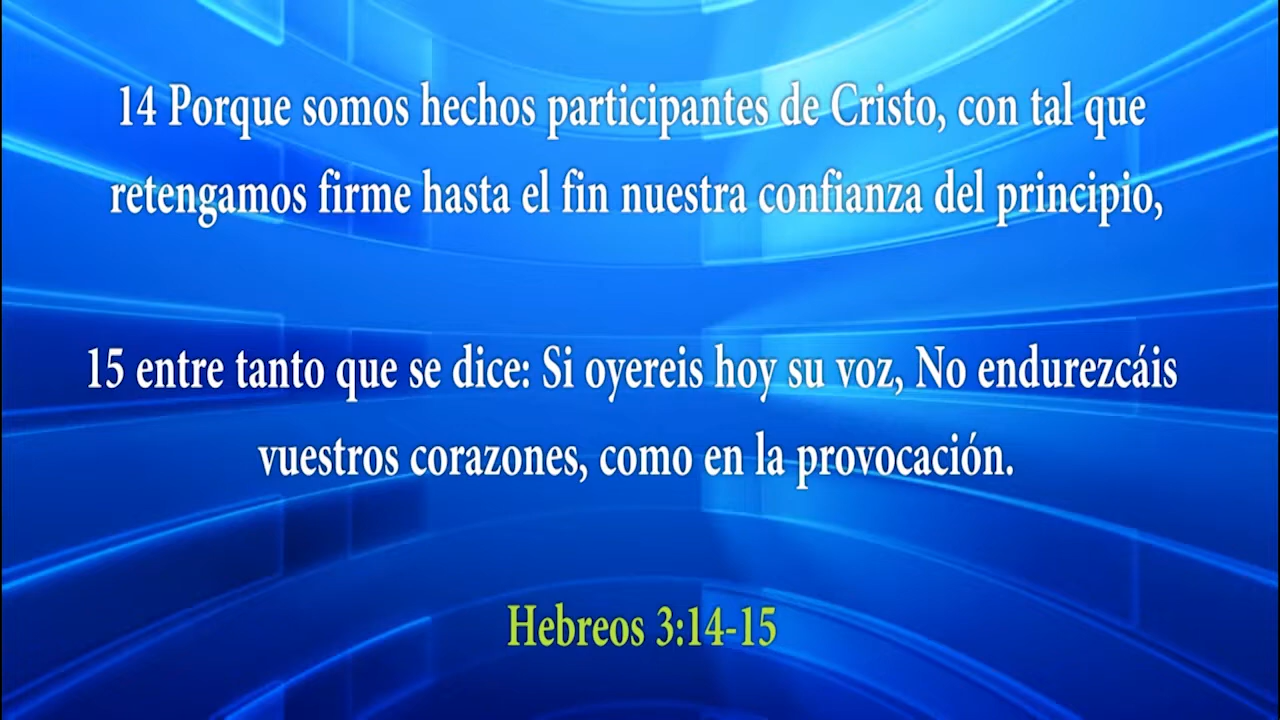 14 Porque somos hechos participantes de Cristo, con tal que
retengamos firme hasta el fin nuestra confianza del principio,
15 entre tanto que se dice: Si oyereis hoy su voz, No endurezcáis
vuestros corazones, como en la provocación.
Hebreos 3:14-15